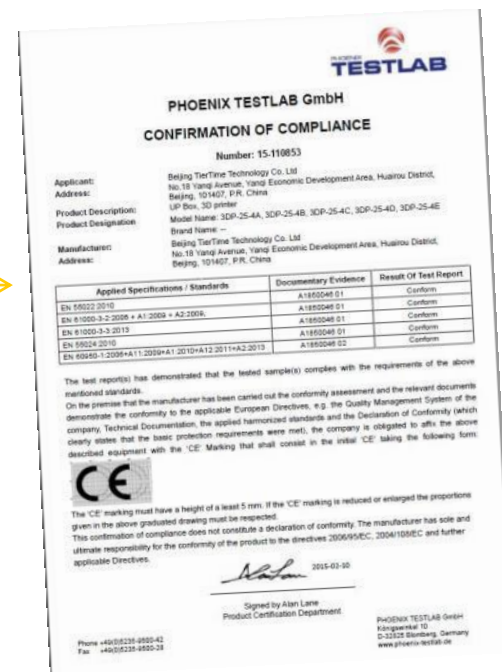 PHOENIX
TESTLAB
PHOENIX TESTLAB GmbH
CONFIRMATION OF COMPLIANCE
Number: 15-110853
Applicant: Beijing TierTime Technology Co. Ltd
Address: No.18 Yanqi Avenue, Yanqi Economic Development Area, Huairou District,
Beijing, 101407, P.R. China
Product Description: UP Box, 3D printer
Product Designation Model Name: 3DP-25-4A, 3DP-25-4B, 3DP-25-4C, 3DP-25-4D, 3DP-25-4E
Brand Name: --
Manufacturer: Beijing TierTime Technology Co. Ltd
Address: No.18 Yanqi Avenue, Yanqi Economic Development Area, Huairou District,
Beijing, 101407, P.R. China
Applied Specifications / Standards Documentary Evidence Result Of Test Report
EN 55022:2010 A1850046 01 Conform
EN 61000-3-2:2006 + A1:2009 + A2:2009, A1850046 01 Conform
EN 61000-3-3:2013 A1850046 01 Conform
EN 55024:2010 A1850046 01 Conform
EN 60950-1:2006+A11:2009+A1:2010+A12:2011+A2:2013 A1850046 02 Conform
The test report(s) has demonstrated that the tested sample(s) complies with the requirements of the above
mentioned standards.
On the premise that the manufacturer has been carried out the conformity assessment and the relevant documents
demonstrate the conformity to the applicable European Directives, e.g. the Quality Management System of the
company, Technical Documentation, the applied harmonized standards and the Declaration of Conformity (which
clearly states that the basic protection requirements were met), the company is obligated to affix the above
described equipment with the 'CE' Marking that shall consist in the initial 'CE' taking the following form:
CE
The 'CE' marking must have a height of a least 5 mm. If the 'CE' marking is reduced or enlarged the proportions
given in the above graduated drawing must be respected.
This confirmation of compliance does not constitute a declaration of conformity. The manufacturer has sole and
ultimate responsibility for the conformity of the product to the directives 2006/95/EC, 2004/108/EC and further
applicable Directives.
2015-03-10
Signed by Alan Lane
Product Certification Department
Phone +49(0)5235-9500-42
Fax +49(0)5235-9500-28
PHOENIX TESTLAB GmbH
Königswinkel 10
D-32825 Blomberg, Germany
www.phoenix-testlab.de